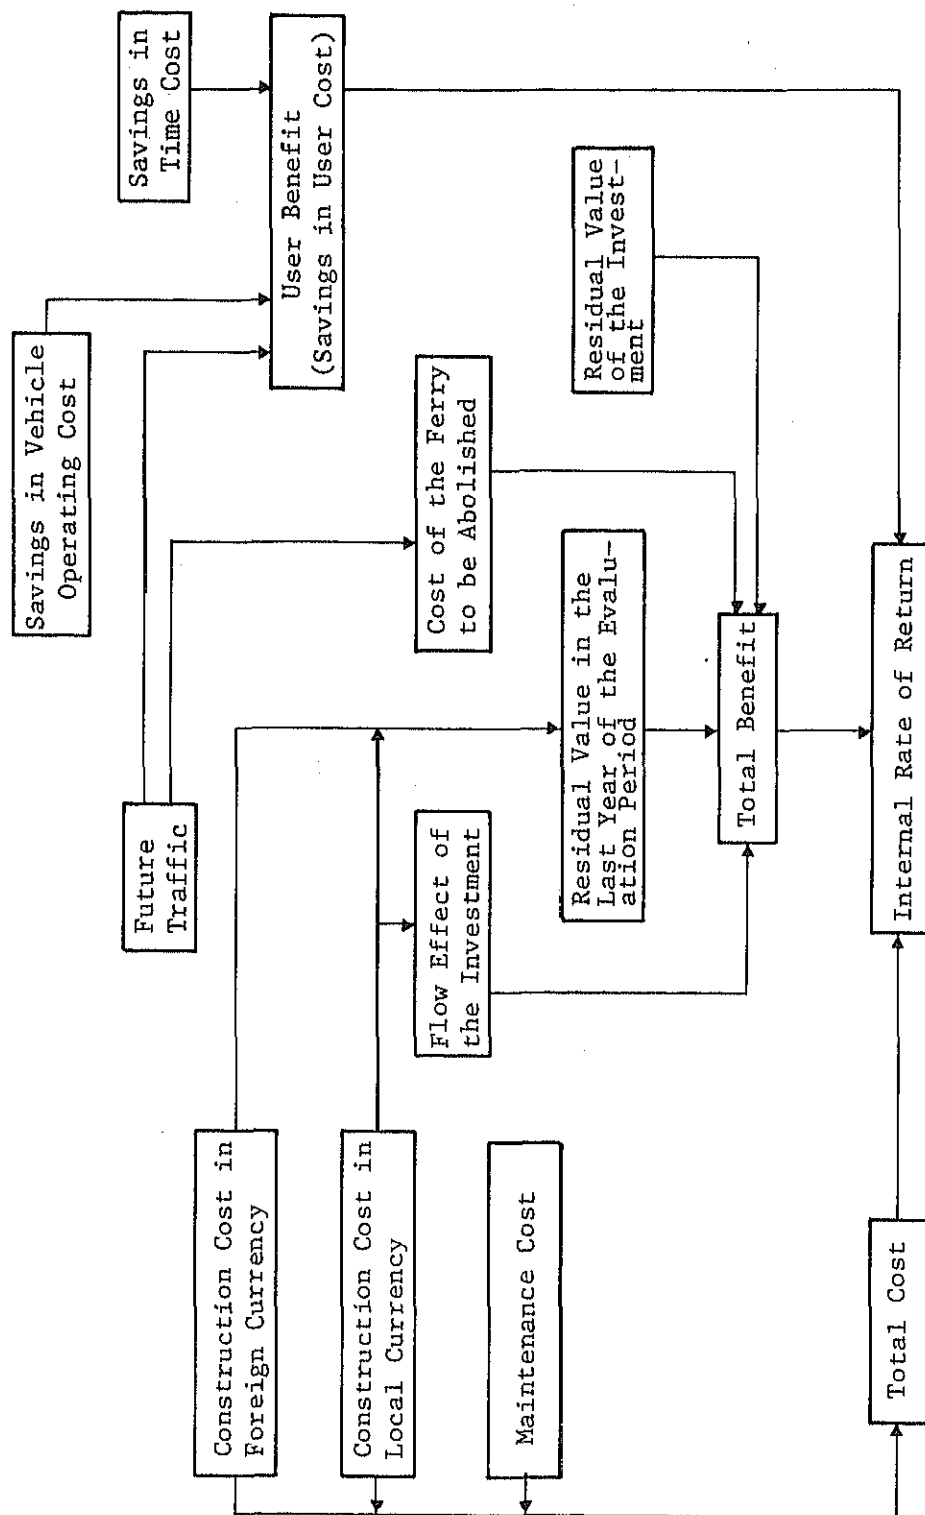 Construction Cost in
Foreign Currency
Construction Cost in
Local Currency
Maintenance Cost
Total Cost
Future
Traffic
Flow Effect of
the Investment
Residual Value in the
Last Year of the Evalu-
ation Period
Total Benefit
Internal Rate of Return
Savings in Vehicle
Operating Cost
Cost of the Ferry
to be Abolished
Savings in
Time Cost
User Benefit
(Savings in User Cost)
Residual Value
of the Invest-
ment